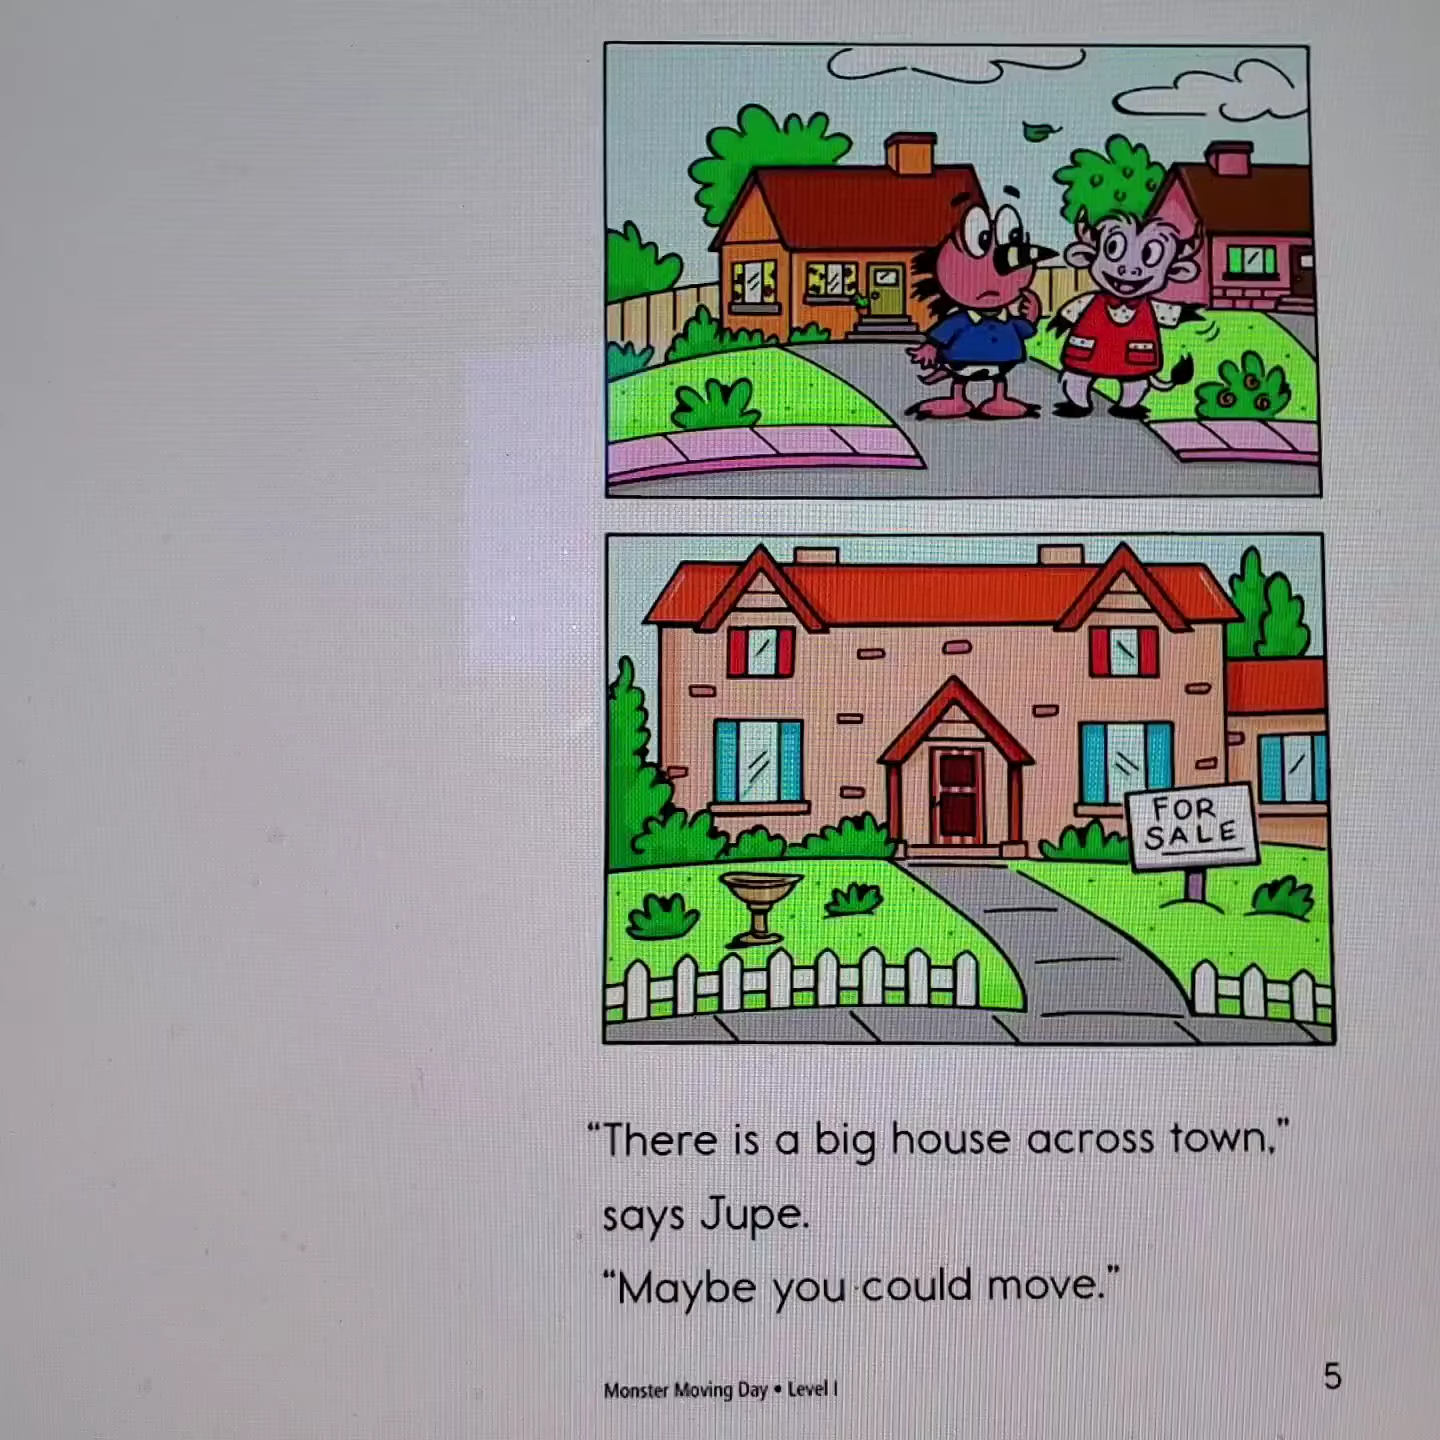 FOR
SALE
“There is a big house across town,”
says Jupe.
“Maybe you could move.”
Monster Moving Day • Level I
5